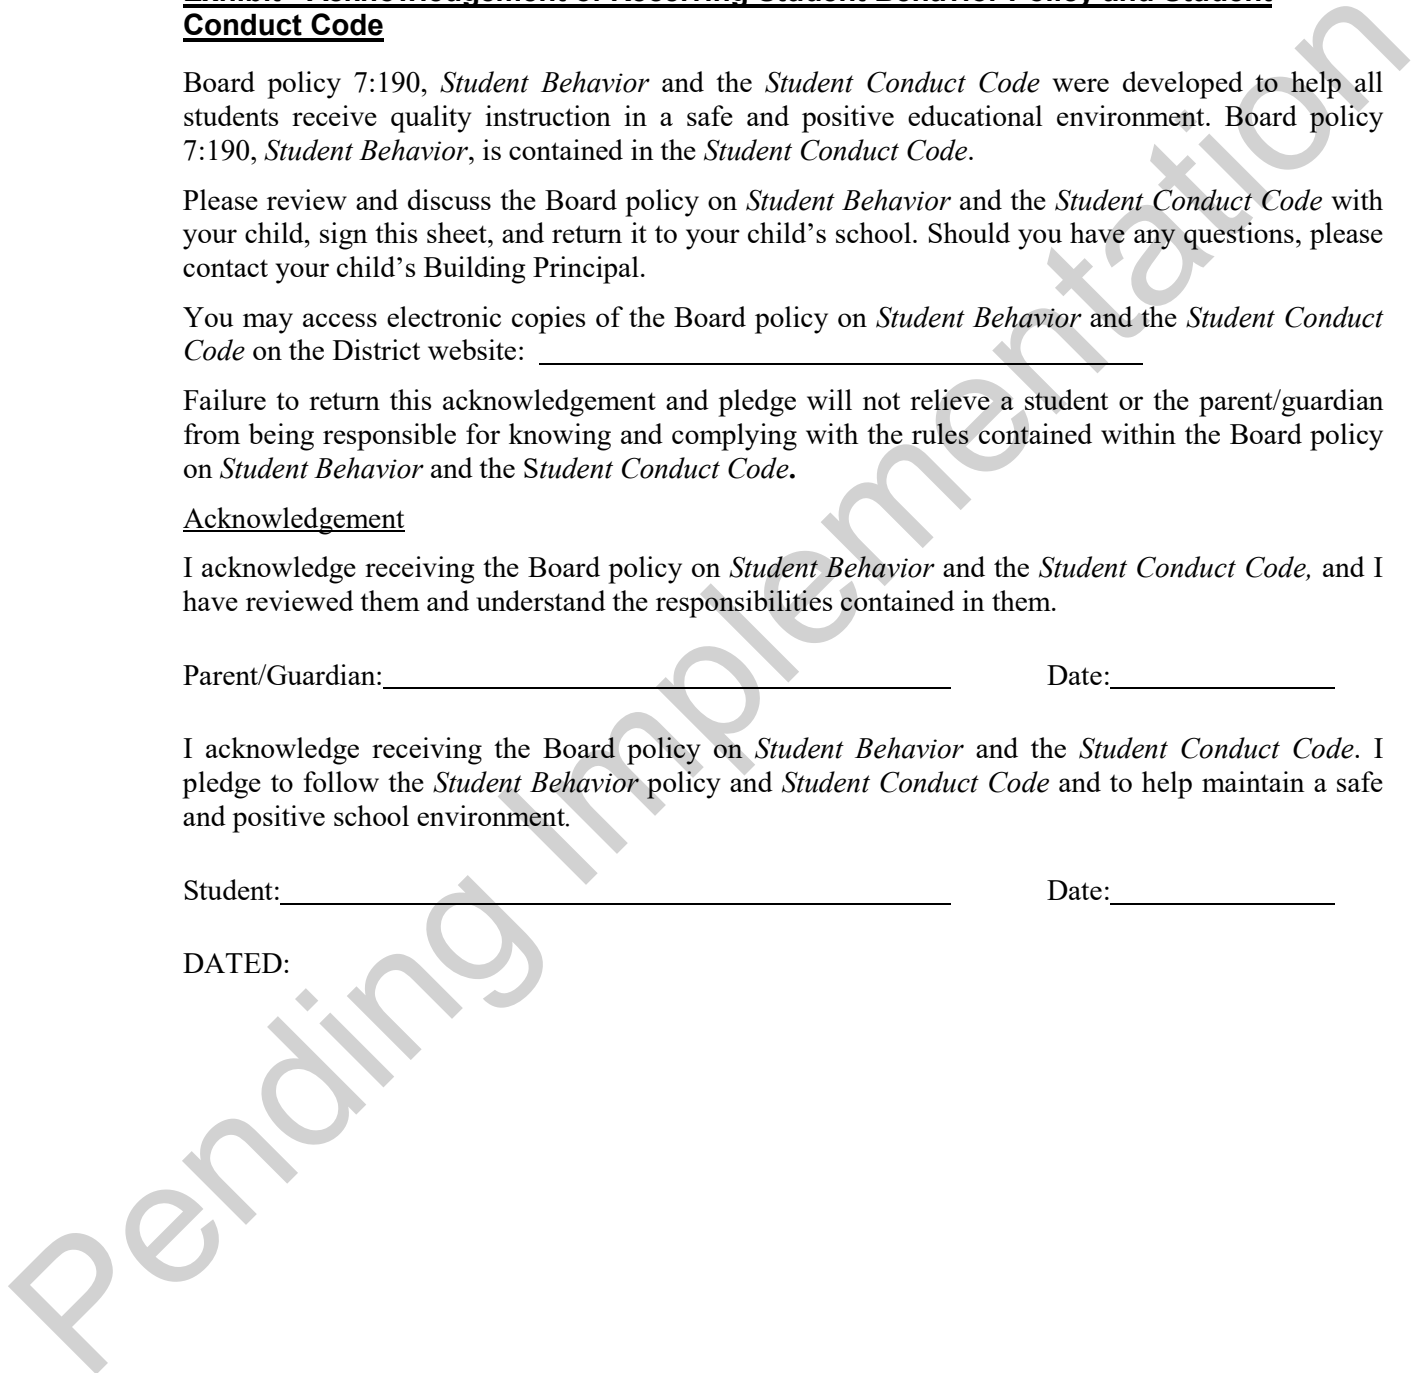 Exhibit - Acknowledgement of Receiving Student Behavior Policy and Student
Conduct Code
Board policy 7:190, Student Behavior and the Student Conduct Code were developed to help all
students receive quality instruction in a safe and positive educational environment. Board policy
7:190, Student Behavior, is contained in the Student Conduct Code.
Please review and discuss the Board policy on Student Behavior and the Student Conduct Code with
your child, sign this sheet, and return it to your child’s school. Should you have any questions, please
contact your child’s Building Principal.
You may access electronic copies of the Board policy on Student Behavior and the Student Conduct
Code on the District website:
Failure to return this acknowledgement and pledge will not relieve a student or the parent/guardian
from being responsible for knowing and complying with the rules contained within the Board policy
on Student Behavior and the Student Conduct Code.
Acknowledgement
I acknowledge receiving the Board policy on Student Behavior and the Student Conduct Code, and I
have reviewed them and understand the responsibilities contained in them.
Parent/Guardian: Date:
I acknowledge receiving the Board policy on Student Behavior and the Student Conduct Code. I
pledge to follow the Student Behavior policy and Student Conduct Code and to help maintain a safe
and positive school environment.
Student: Date:
DATED:
Pending Implementation